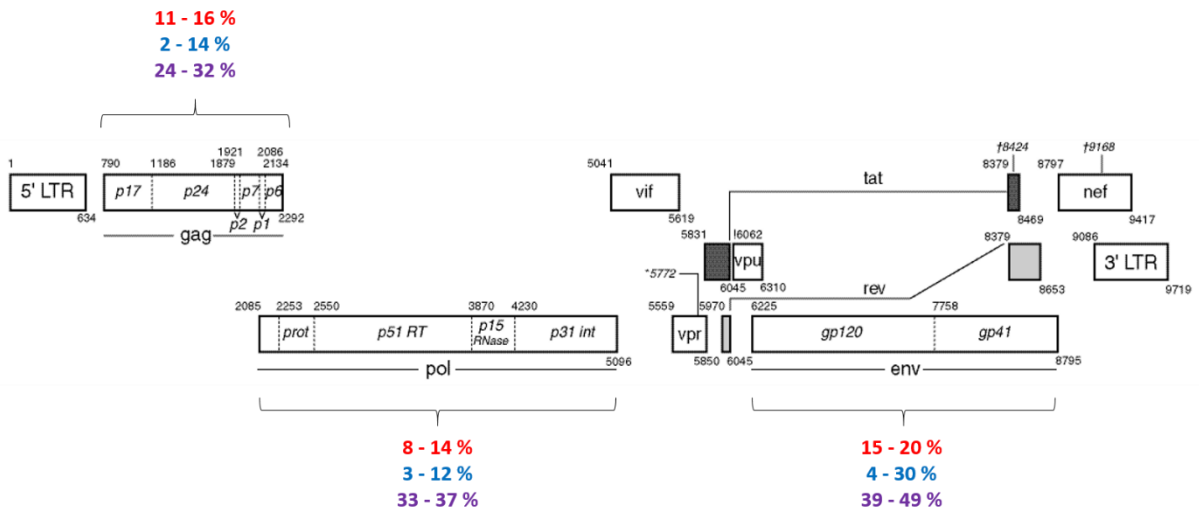 11 - 16 %
2 - 14 %
24 - 32 %
1921 2086 †8424
1 790 1186 1879 2134 5041 8379 8797 †9168
5' LTR p17 p24 p7 p6 vif tat nef
634 p2 p1 2292 5619 8469 9417
gag
5831 !6062 8379 9086
vpu 3' LTR
*5772 6045 6310 rev 8653 9719
2085 2253 2550 3870 4230 5559 5970 6225 7758
prot p51 RT p15 RNase p31 int vpr gp120 gp41
5096 5850 6045 8795
pol env
8 - 14 % 15 - 20 %
3 - 12 % 4 - 30 %
33 - 37 % 39 - 49 %